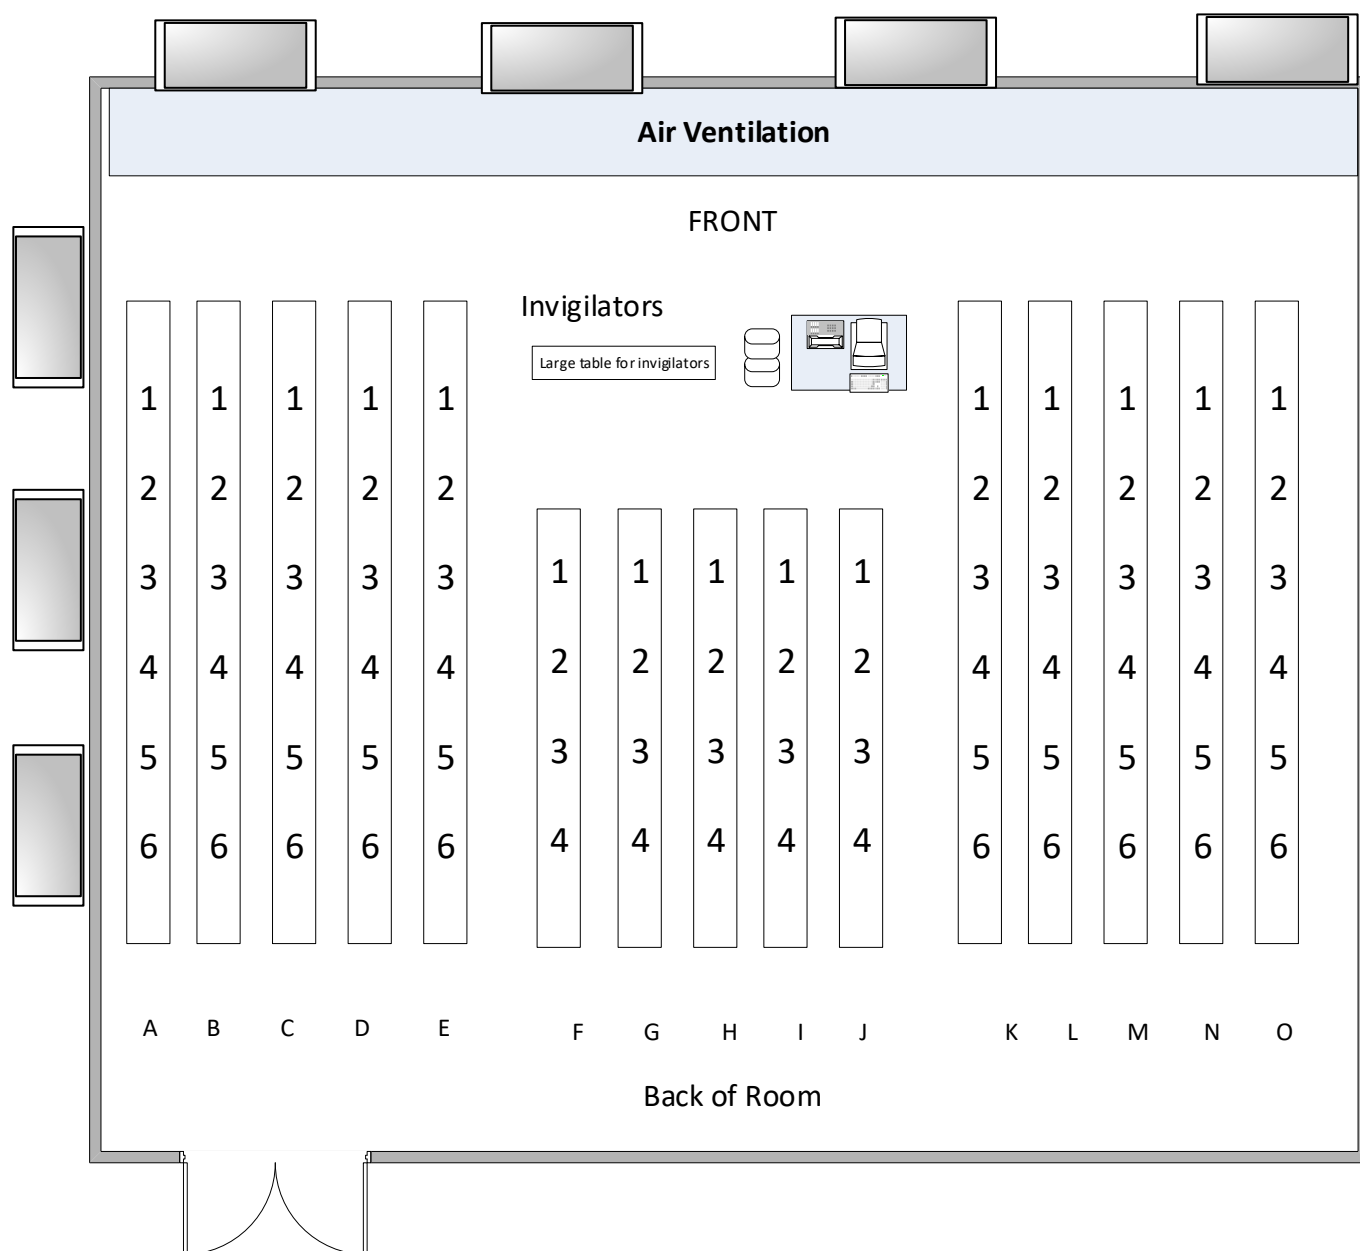 Air Ventilation
FRONT
Invigilators
Large table for invigilators
1 1 1 1 1 1 1 1 1 1
2 2 2 2 2 2 2 2 2 2
1 1 1 1 1
3 3 3 3 3 3 3 3 3 3
2 2 2 2 2
4 4 4 4 4 4 4 4 4 4
3 3 3 3 3
5 5 5 5 5 5 5 5 5 5
4 4 4 4 4
6 6 6 6 6 6 6 6 6 6
A B C D E F G H I J K L M N O
Back of Room